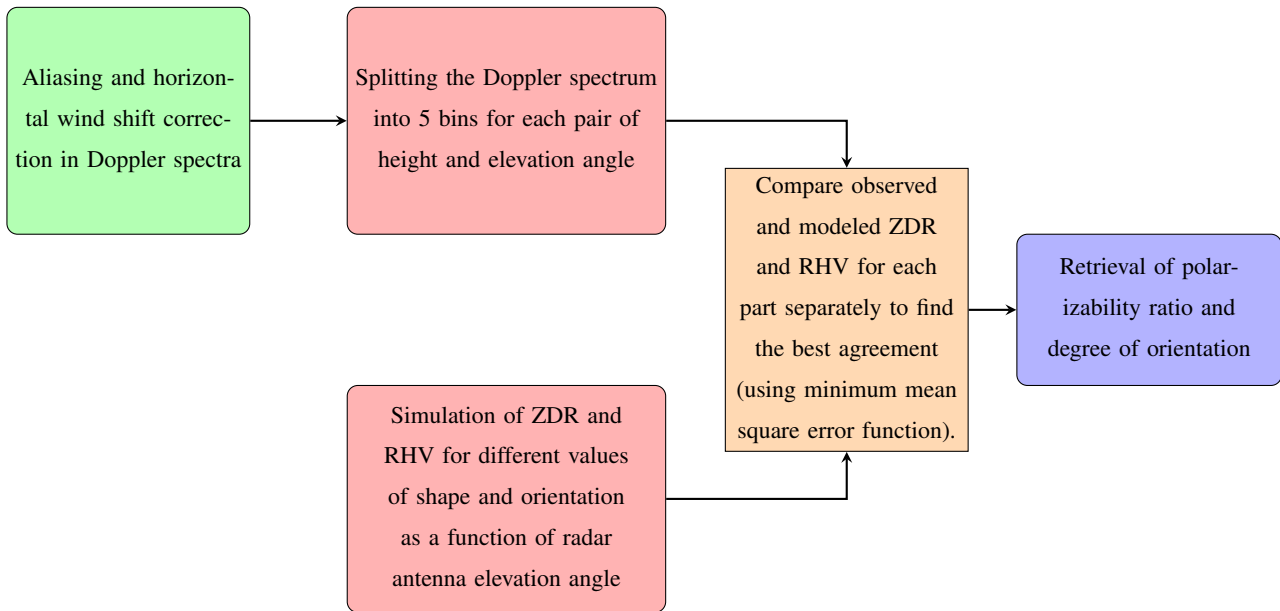 Aliasing and horizon-
tal wind shift correc-
tion in Doppler spectra
Splitting the Doppler spectrum
into 5 bins for each pair of
height and elevation angle
Compare observed
and modeled ZDR
and RHV for each
part separately to find
the best agreement
(using minimum mean
square error function).
Retrieval of polar-
izability ratio and
degree of orientation
Simulation of ZDR and
RHV for different values
of shape and orientation
as a function of radar
antenna elevation angle